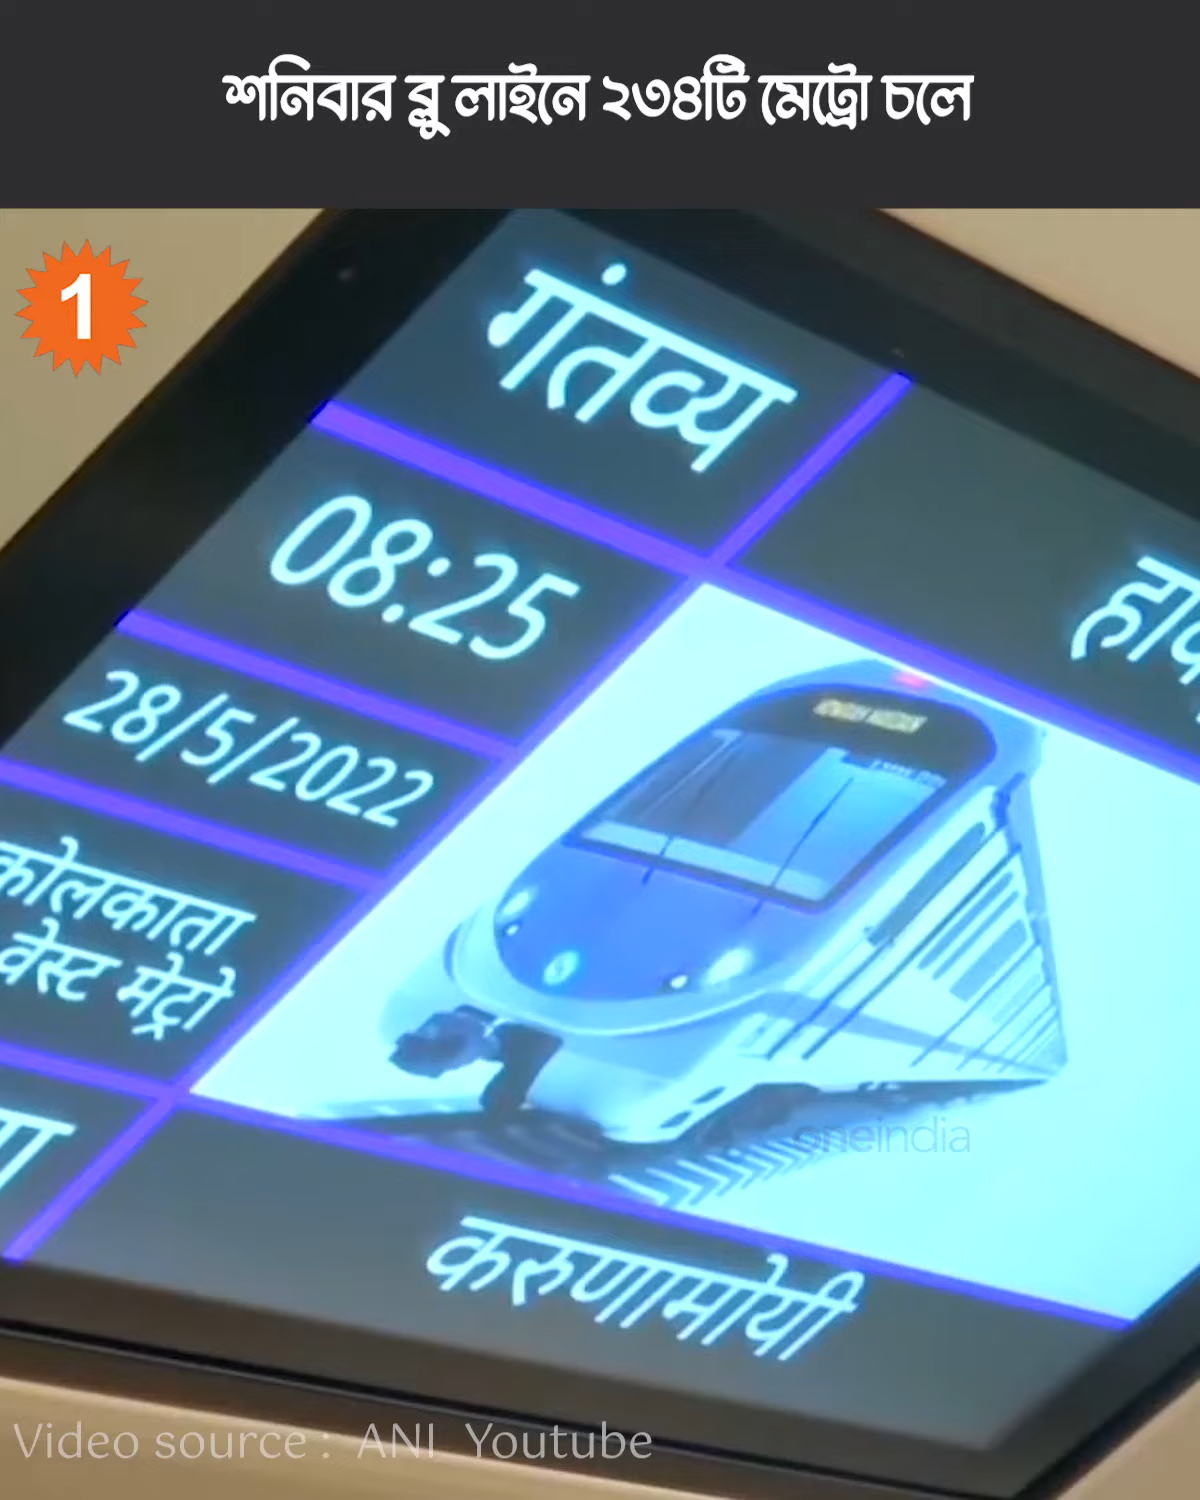 শনিবার ব্লু লাইনে ২৩৪টি মেট্রো চলে
1
गंतव्य
08:25
28/5/2022
कोलकाता
वेस्ट मेट्रो
करुणामोयी
oneindia
Video source : ANI Youtube